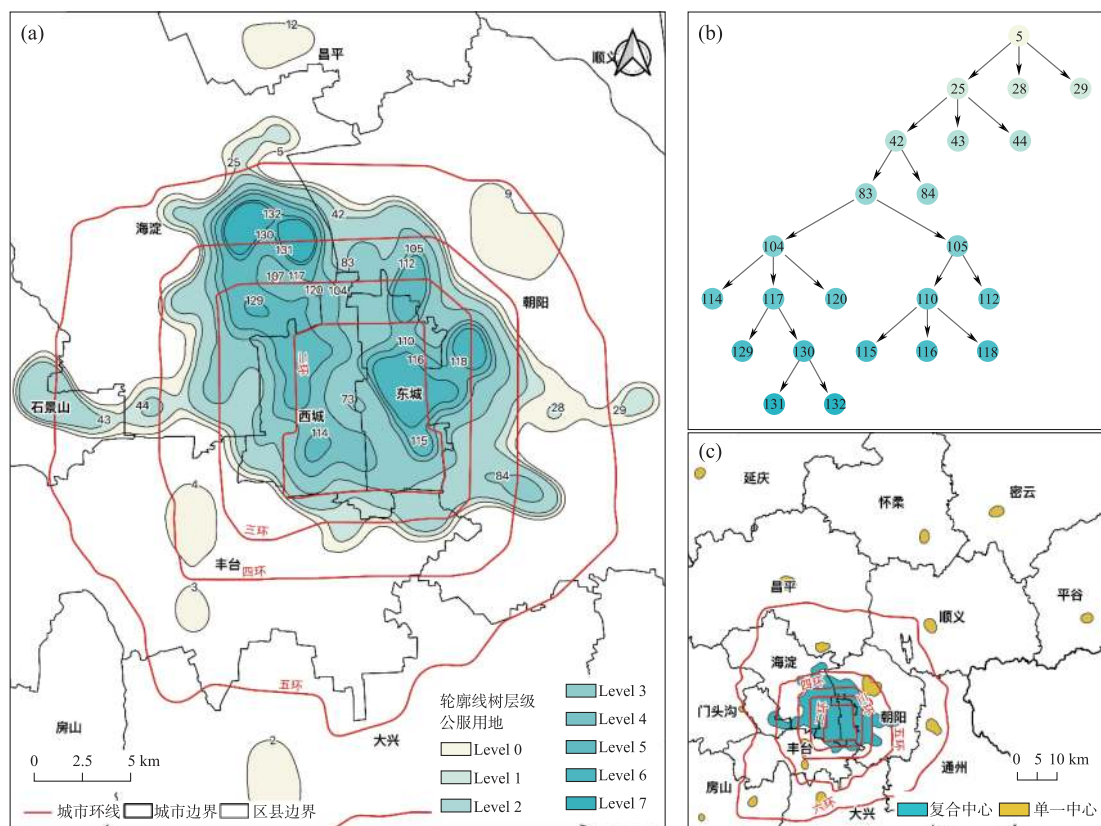 (a)
12
昌平
顺义
5
25
9
海淀
132
42
130
131
105
83
112
107 117
120 104
朝阳
129
二环
110
116
118
石景山
44
43
73
东城
28
29
西城
114
115
84
4
三环
丰台
四环
3
五环
房山
2
大兴
0 2.5 5 km
轮廓线树层级
公服用地
Level 0
Level 1
Level 2
Level 3
Level 4
Level 5
Level 6
Level 7
城市环线
城市边界
区县边界
(b)
5
25 28 29
42 43 44
83 84
104 105
114 117 120 110 112
129 130 115 116 118
131 132
(c)
延庆
怀柔
密云
昌平
平谷
顺义
海淀
四环
三环
门头沟
二环
朝阳
丰台
五环
通州
房山
六环
大兴
0 5 10 km
复合中心
单一中心